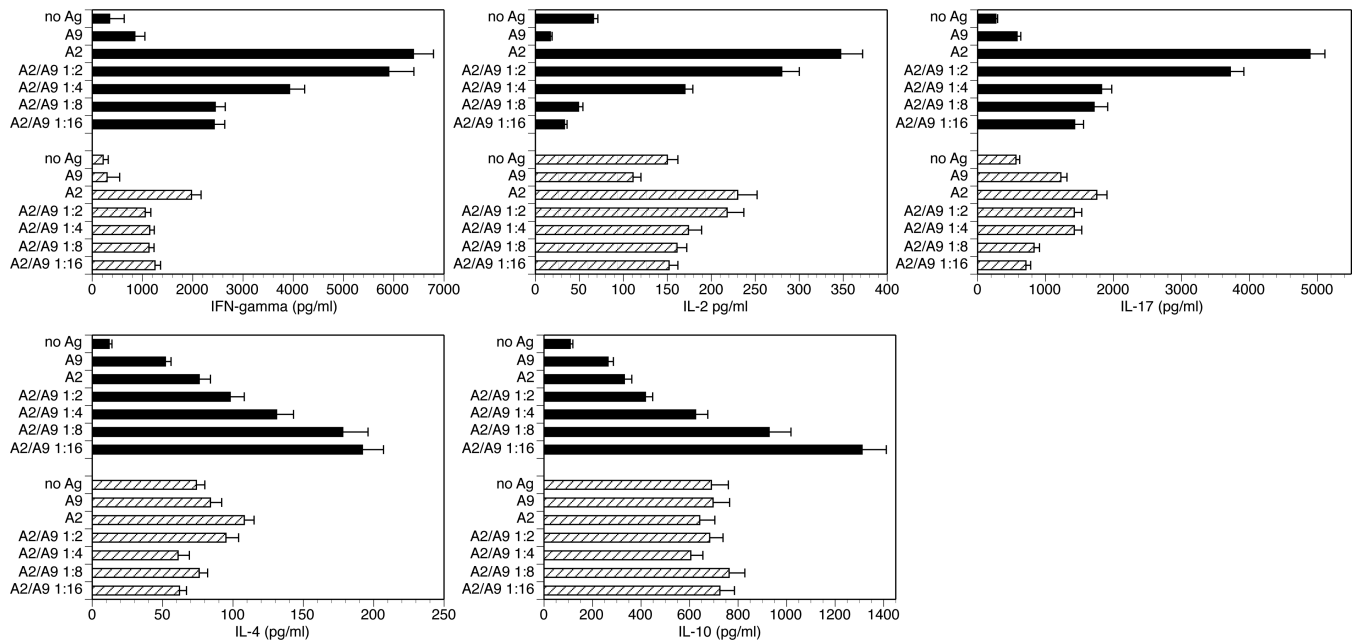 no Ag
A9
A2
A2/A9 1:2
A2/A9 1:4
A2/A9 1:8
A2/A9 1:16
no Ag
A9
A2
A2/A9 1:2
A2/A9 1:4
A2/A9 1:8
A2/A9 1:16
0 1000 2000 3000 4000 5000 6000 7000
IFN-gamma (pg/ml)
no Ag
A9
A2
A2/A9 1:2
A2/A9 1:4
A2/A9 1:8
A2/A9 1:16
no Ag
A9
A2
A2/A9 1:2
A2/A9 1:4
A2/A9 1:8
A2/A9 1:16
0 50 100 150 200 250 300 350 400
IL-2 pg/ml)
no Ag
A9
A2
A2/A9 1:2
A2/A9 1:4
A2/A9 1:8
A2/A9 1:16
no Ag
A9
A2
A2/A9 1:2
A2/A9 1:4
A2/A9 1:8
A2/A9 1:16
0 1000 2000 3000 4000 5000
IL-17 (pg/ml)
no Ag
A9
A2
A2/A9 1:2
A2/A9 1:4
A2/A9 1:8
A2/A9 1:16
no Ag
A9
A2
A2/A9 1:2
A2/A9 1:4
A2/A9 1:8
A2/A9 1:16
0 50 100 150 200 250
IL-4 (pg/ml)
no Ag
A9
A2
A2/A9 1:2
A2/A9 1:4
A2/A9 1:8
A2/A9 1:16
no Ag
A9
A2
A2/A9 1:2
A2/A9 1:4
A2/A9 1:8
A2/A9 1:16
0 200 400 600 800 1000 1200 1400
IL-10 (pg/ml)